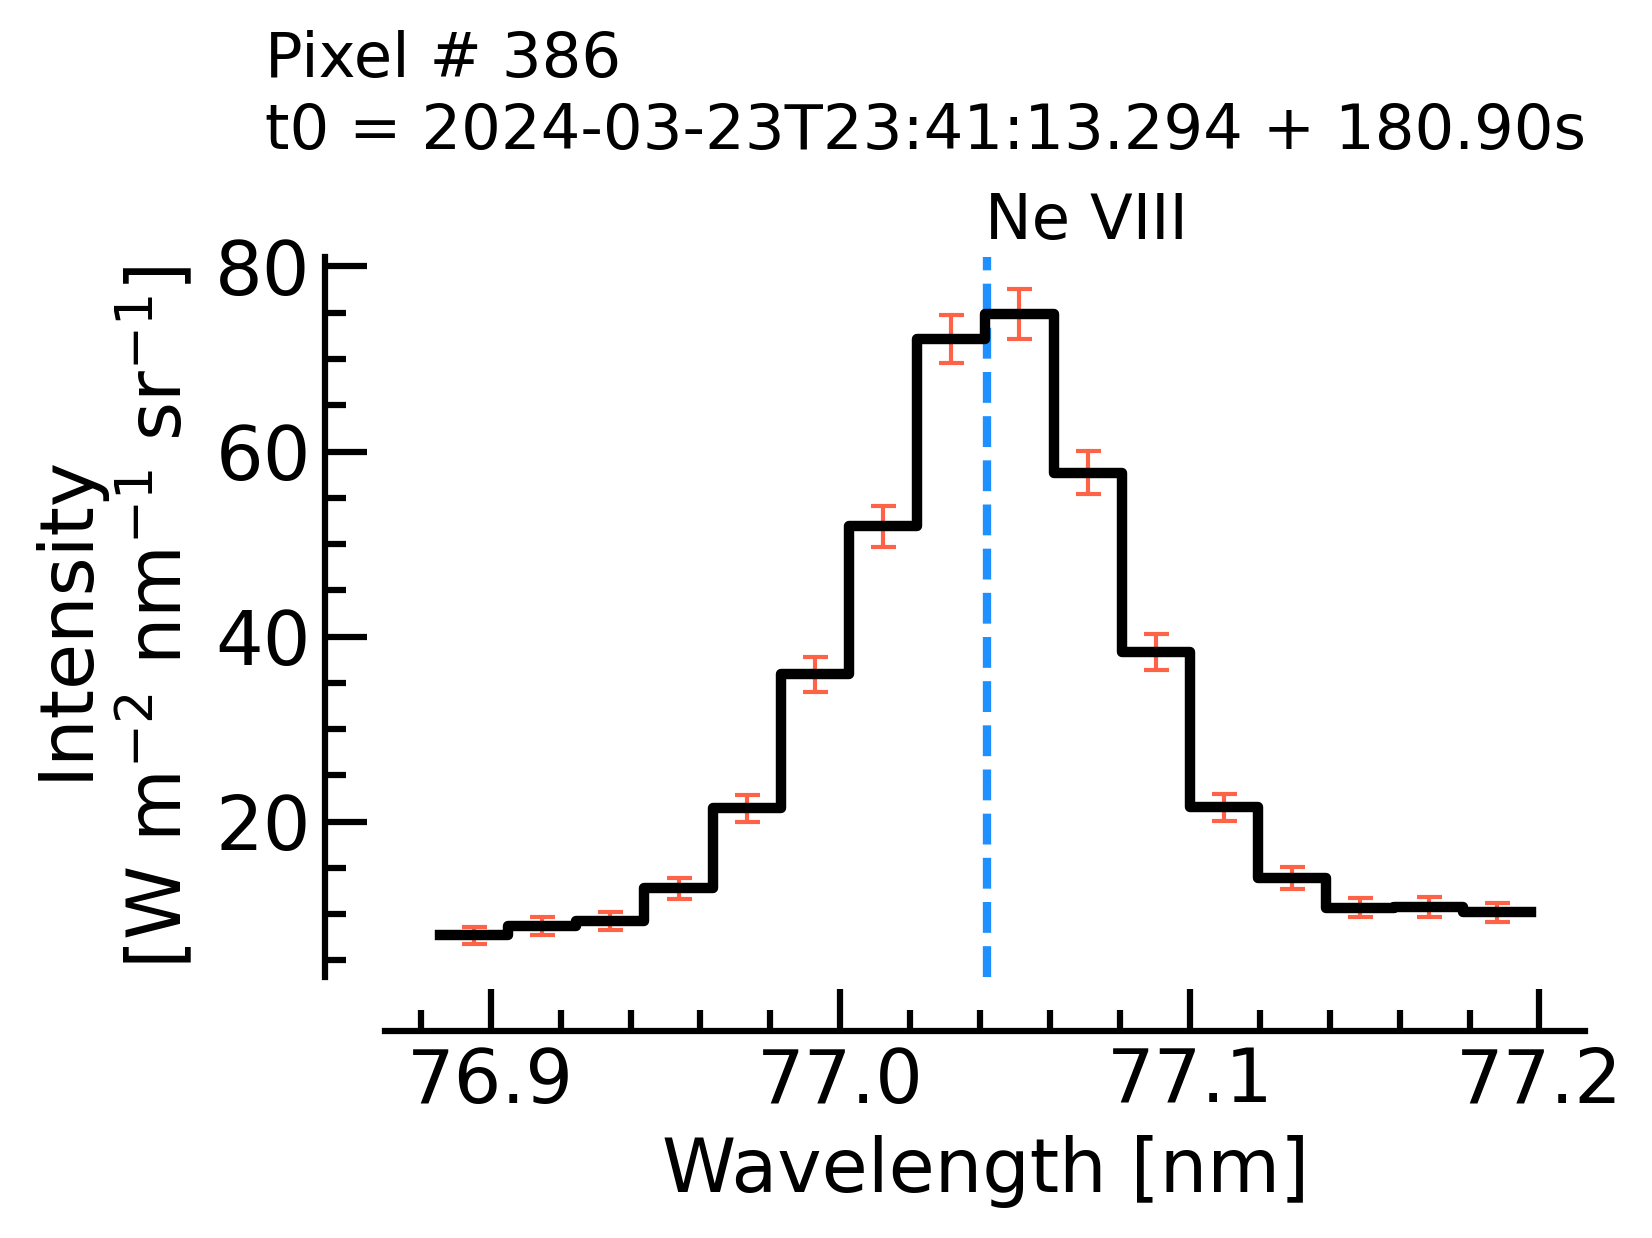 Pixel # 386
t0 = 2024-03-23T23:41:13.294 + 180.90s
Ne VIII
80
60
40
20
Intensity
[W m⁻² nm⁻¹ sr⁻¹]
76.9 77.0 77.1 77.2
Wavelength [nm]